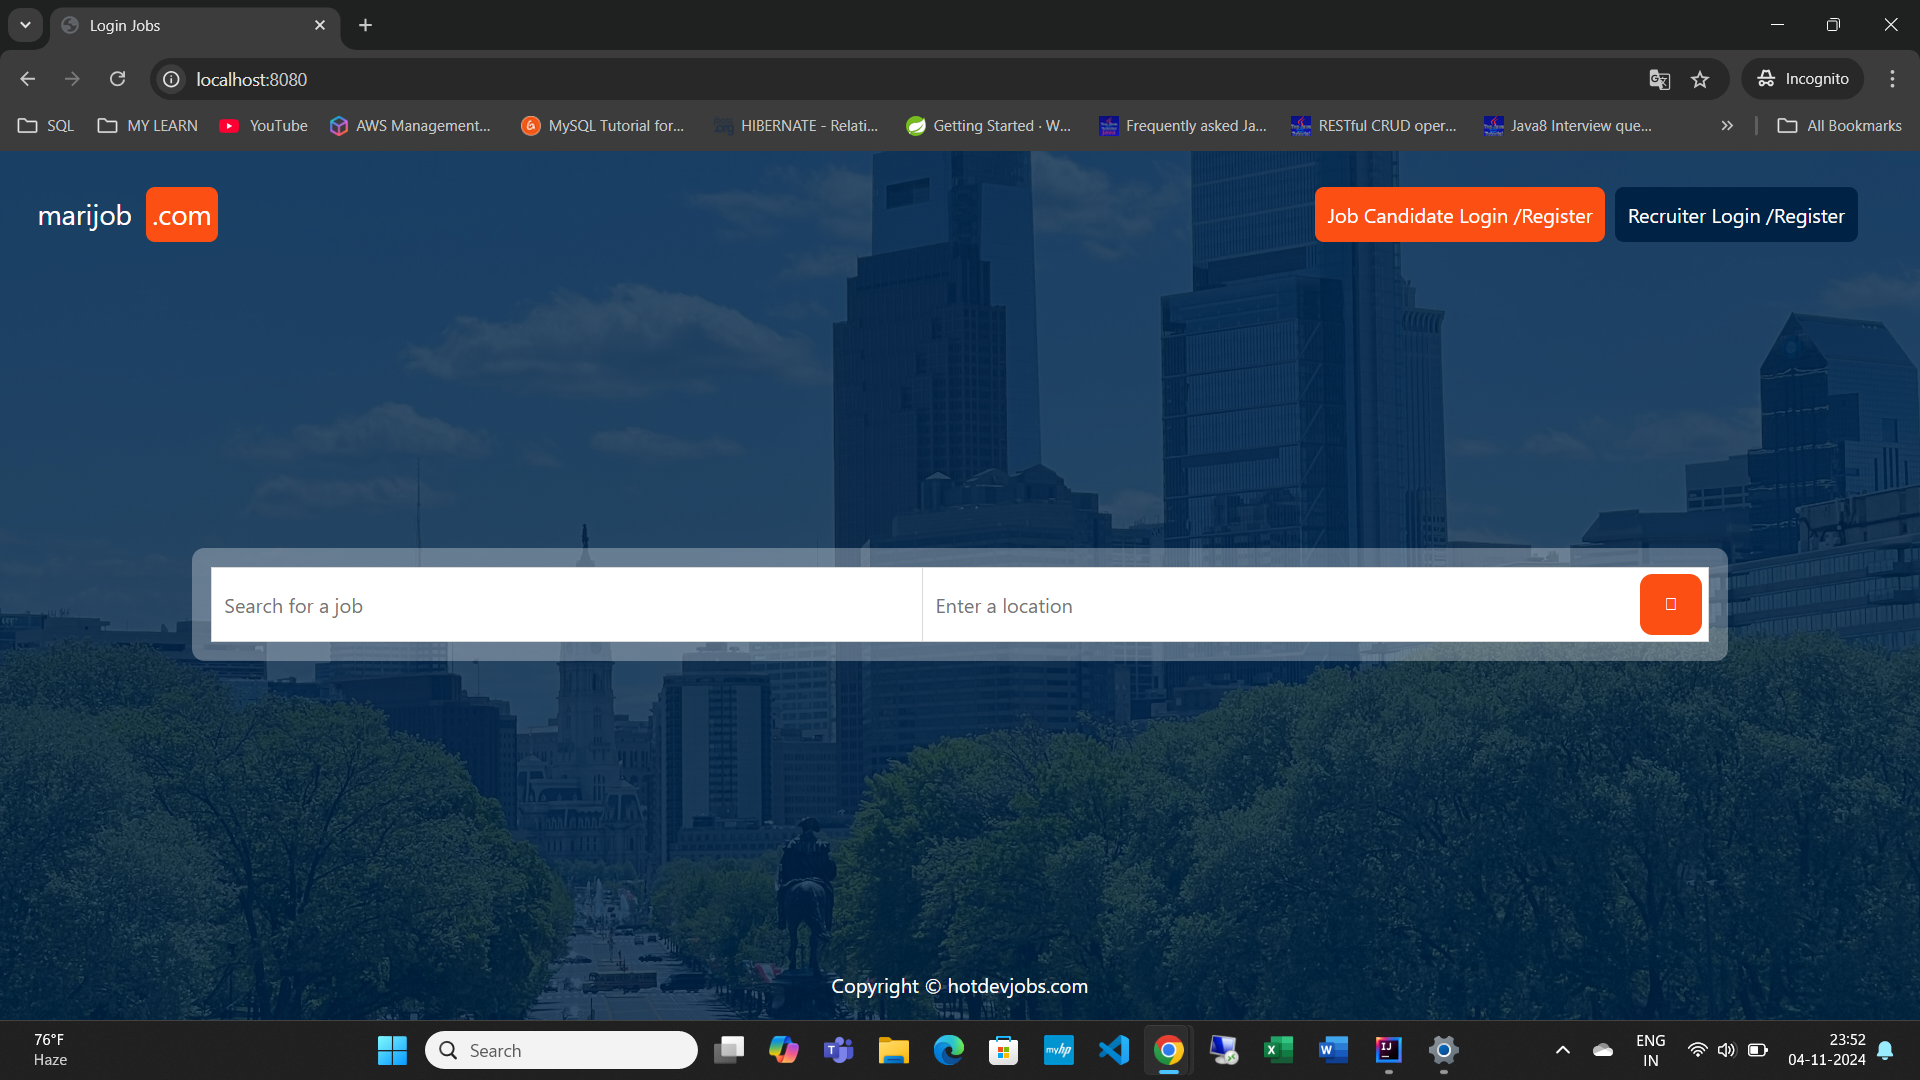 Login Jobs
localhost:8080
Incognito
SQL
MY LEARN
YouTube
AWS Management...
MySQL Tutorial for...
HIBERNATE - Relati...
Getting Started · W...
Frequently asked Ja...
RESTful CRUD oper...
Java8 Interview que...
All Bookmarks
marijob .com
Job Candidate Login /Register
Recruiter Login /Register
Search for a job
Enter a location
Copyright © hotdevjobs.com
76°F
Haze
Search
ENG
IN
23:52
04-11-2024